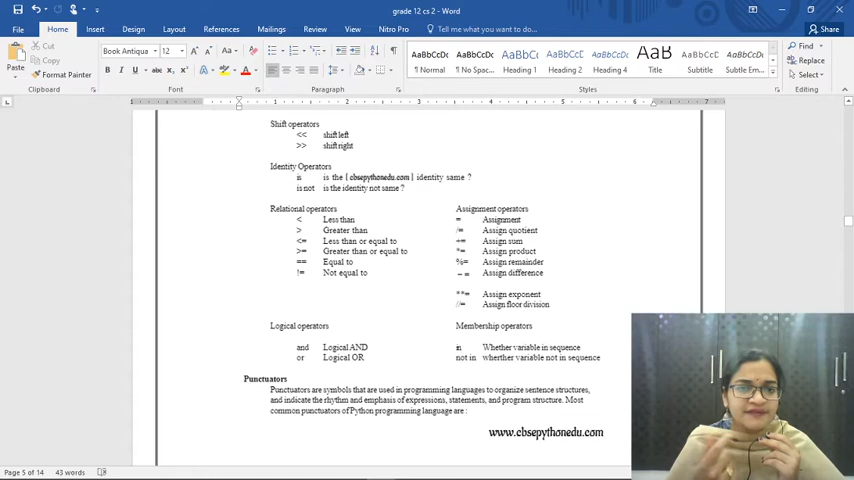 grade 12 cs 2 - Word
File Home Insert Design Layout References Mailings Review View Nitro Pro Tell me what you want to do... Share
Paste
Cut
Copy
Format Painter
Clipboard
Book Antiqua 12
Font
Paragraph
AaBbCcDc AaBbCcDc AaBbC AaBbCcC AaBbCcDc AaB AaBbCcC AaBbCcDc
¶ Normal ¶ No Spac... Heading 1 Heading 2 Heading 4 Title Subtitle Subtle Em...
Styles
Find
Replace
Select
Editing
Shift operators
<< shift left
>> shift right
Identity Operators
is is the [ cbsepythonedu.com ] identity same ?
is not is the identity not same ?
Relational operators
< Less than
> Greater than
<= Less than or equal to
>= Greater than or equal to
== Equal to
!= Not equal to
Assignment operators
= Assignment
/= Assign quotient
+= Assign sum
*= Assign product
%= Assign remainder
-= Assign difference
**= Assign exponent
//= Assign floor division
Logical operators
and Logical AND
or Logical OR
Membership operators
in Whether variable in sequence
not in wherther variable not in sequence
Punctuators
Punctuators are symbols that are used in programming languages to organize sentence structures,
and indicate the rhythm and emphasis of expressions, statements, and program structure. Most
common punctuators of Python programming language are :
www.cbsepythonedu.com
Page 5 of 14 43 words